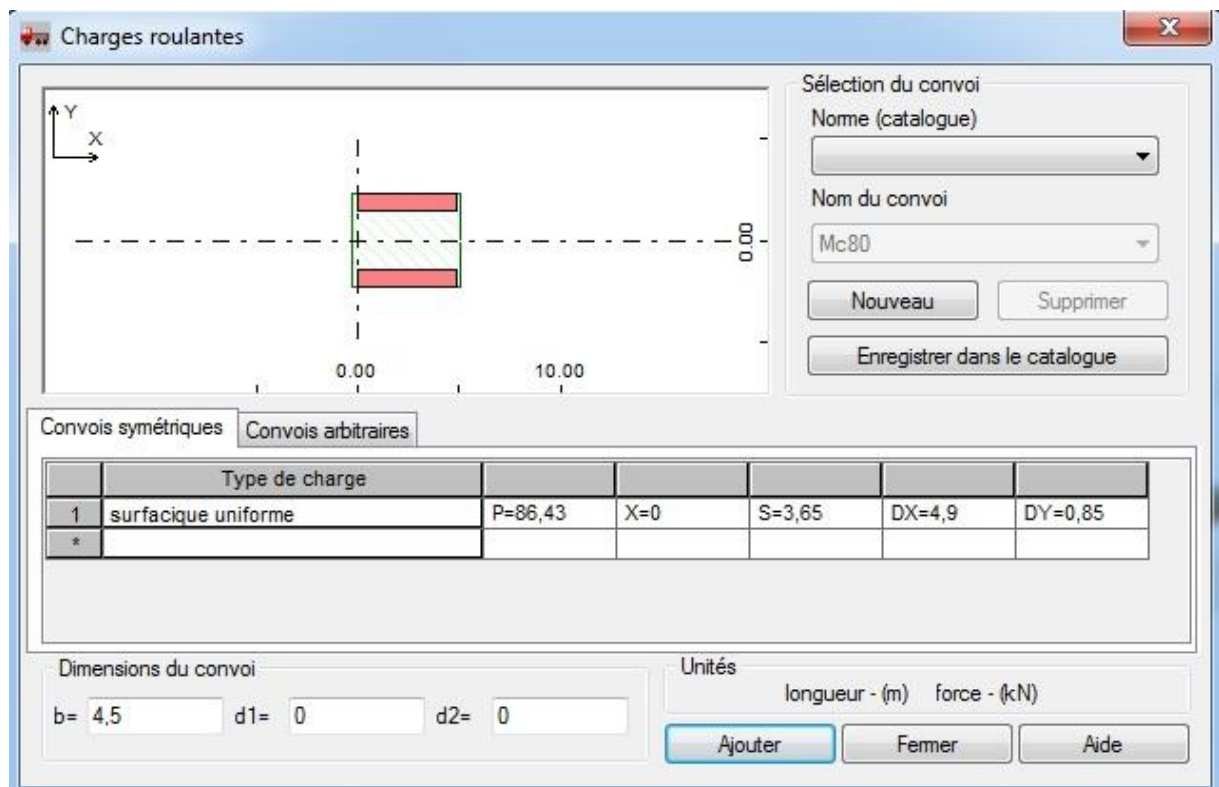 Charges roulantes
Y
X
0.00
0.00 10.00
Sélection du convoi
Norme (catalogue)
Nom du convoi
Mc80
Nouveau Supprimer
Enregistrer dans le catalogue
Convois symétriques Convois arbitraires
Type de charge
1 surfacique uniforme P=86,43 X=0 S=3,65 DX=4,9 DY=0,85
*
Dimensions du convoi
b= 4,5 d1= 0 d2= 0
Unités
longueur - (m) force - (kN)
Ajouter Fermer Aide